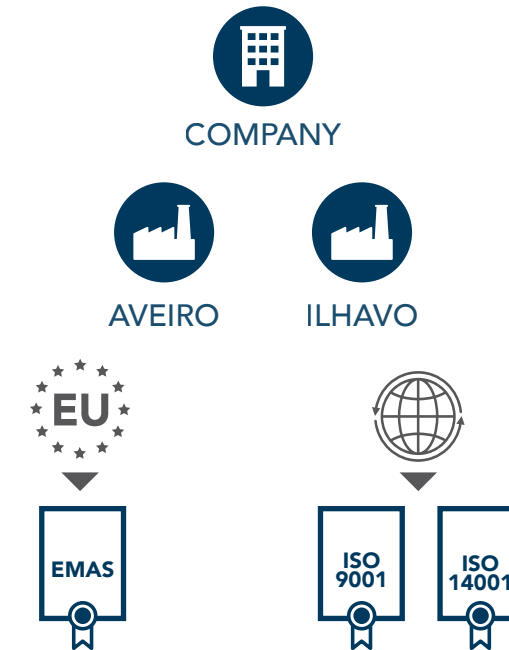 COMPANY
AVEIRO
ILHAVO
EU
EMAS
ISO
9001
ISO
14001